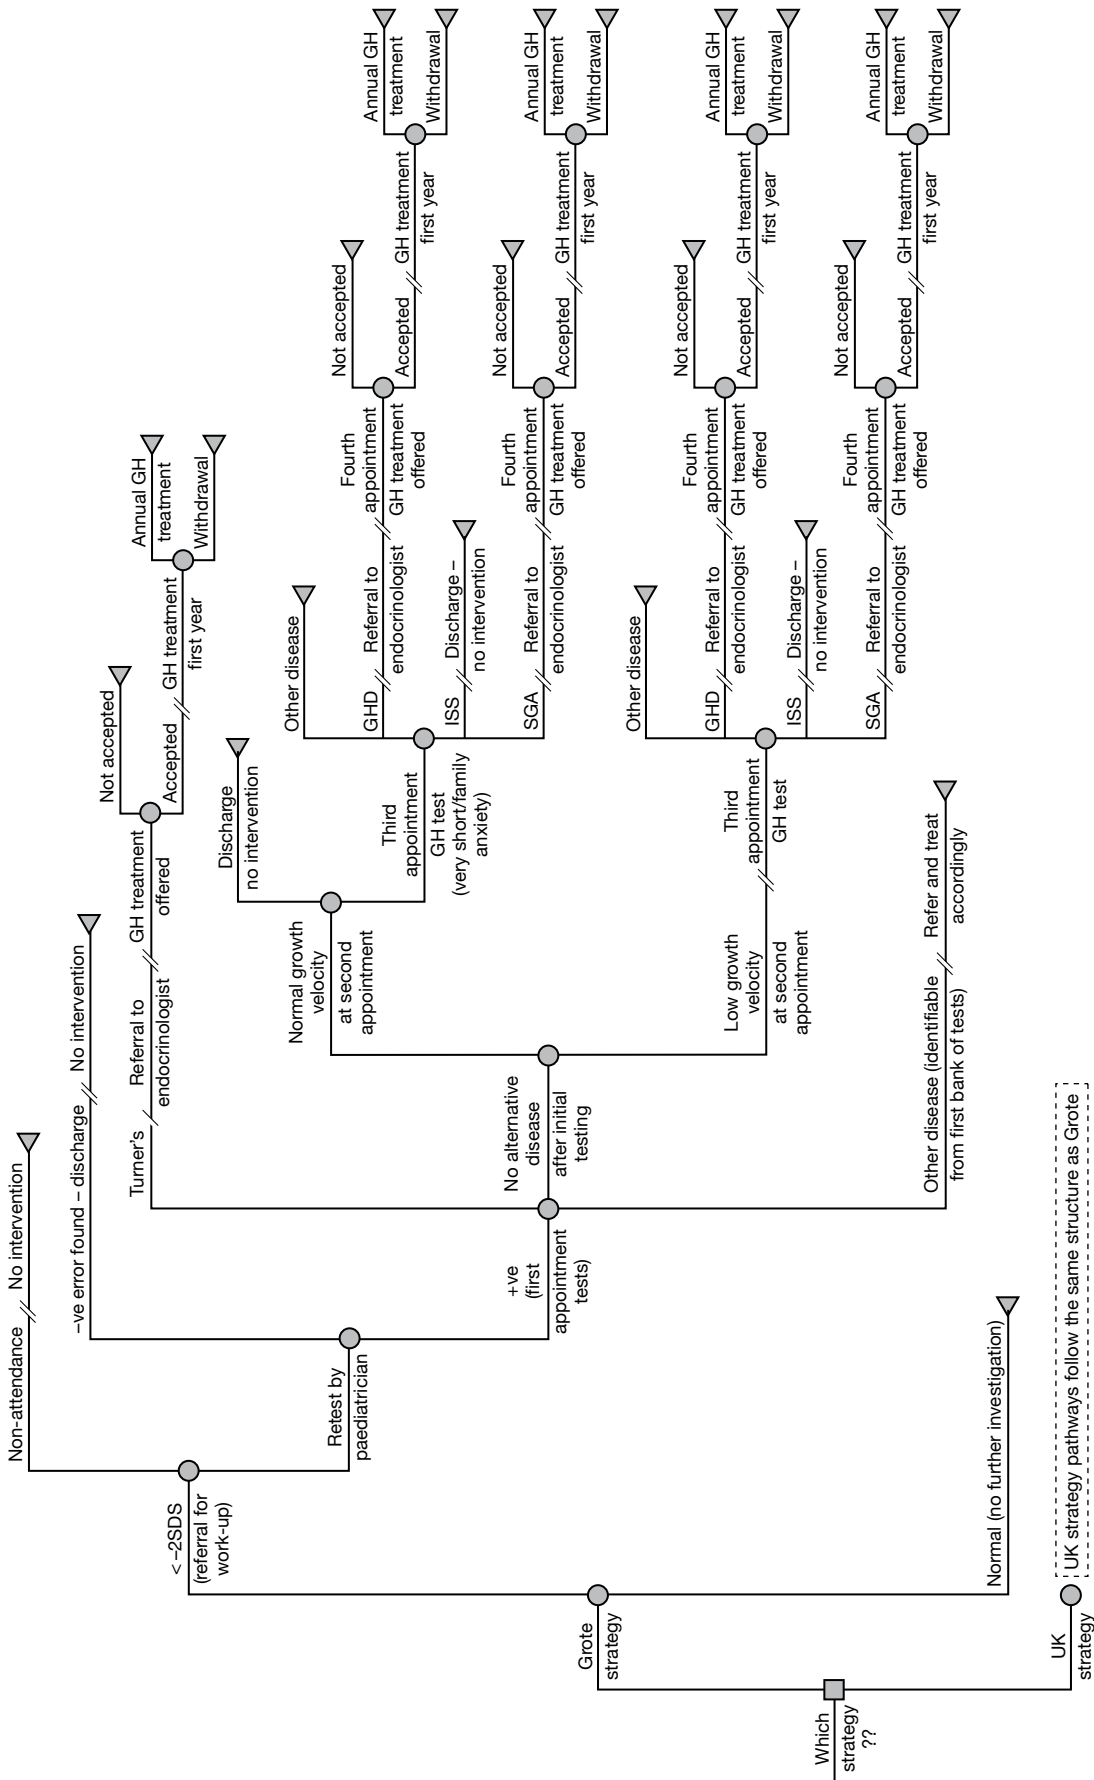 Which
strategy
??
Grote
strategy
UK
strategy
UK strategy pathways follow the same structure as Grote
< –2SDS
(referral for
work-up)
Normal (no further investigation)
Non-attendance No intervention
Retest by
paediatrician
–ve error found – discharge No intervention
+ve
(first
appointment
tests)
Turner's Referral to
endocrinologist
GH treatment
offered
Not accepted
Accepted
GH treatment
first year
Annual GH
treatment
Withdrawal
No alternative
disease
after initial
testing
Other disease (identifiable
from first bank of tests)
Refer and treat
accordingly
Normal growth
velocity
at second
appointment
Discharge
no intervention
Third
appointment
GH test
(very short/family
anxiety)
Other disease
GHD Referral to
endocrinologist
Fourth
appointment
GH treatment
offered
Not accepted
Accepted
GH treatment
first year
Annual GH
treatment
Withdrawal
ISS Discharge –
no intervention
SGA Referral to
endocrinologist
Fourth
appointment
GH treatment
offered
Not accepted
Accepted
GH treatment
first year
Annual GH
treatment
Withdrawal
Low growth
velocity
at second
appointment
Third
appointment
GH test
Other disease
GHD Referral to
endocrinologist
Fourth
appointment
GH treatment
offered
Not accepted
Accepted
GH treatment
first year
Annual GH
treatment
Withdrawal
ISS Discharge –
no intervention
SGA Referral to
endocrinologist
Fourth
appointment
GH treatment
offered
Not accepted
Accepted
GH treatment
first year
Annual GH
treatment
Withdrawal